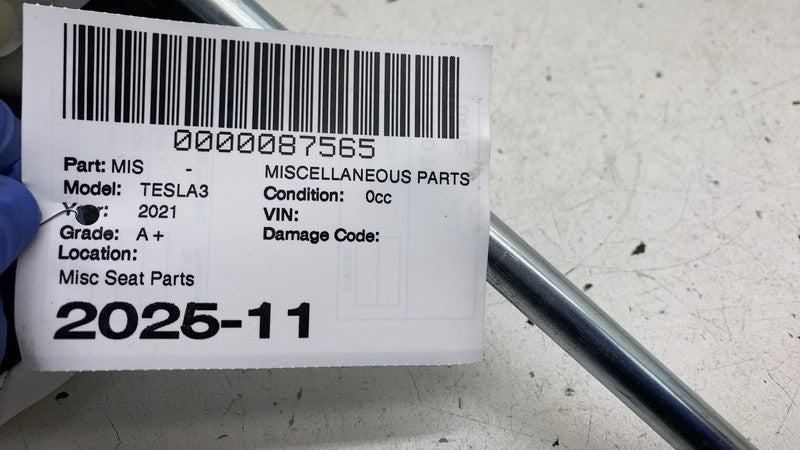 0000087565
Part: MIS - MISCELLANEOUS PARTS
Model: TESLA3 Condition: 0cc
2021 VIN:
Grade: A+ Damage Code:
Location:
Misc Seat Parts
2025-11